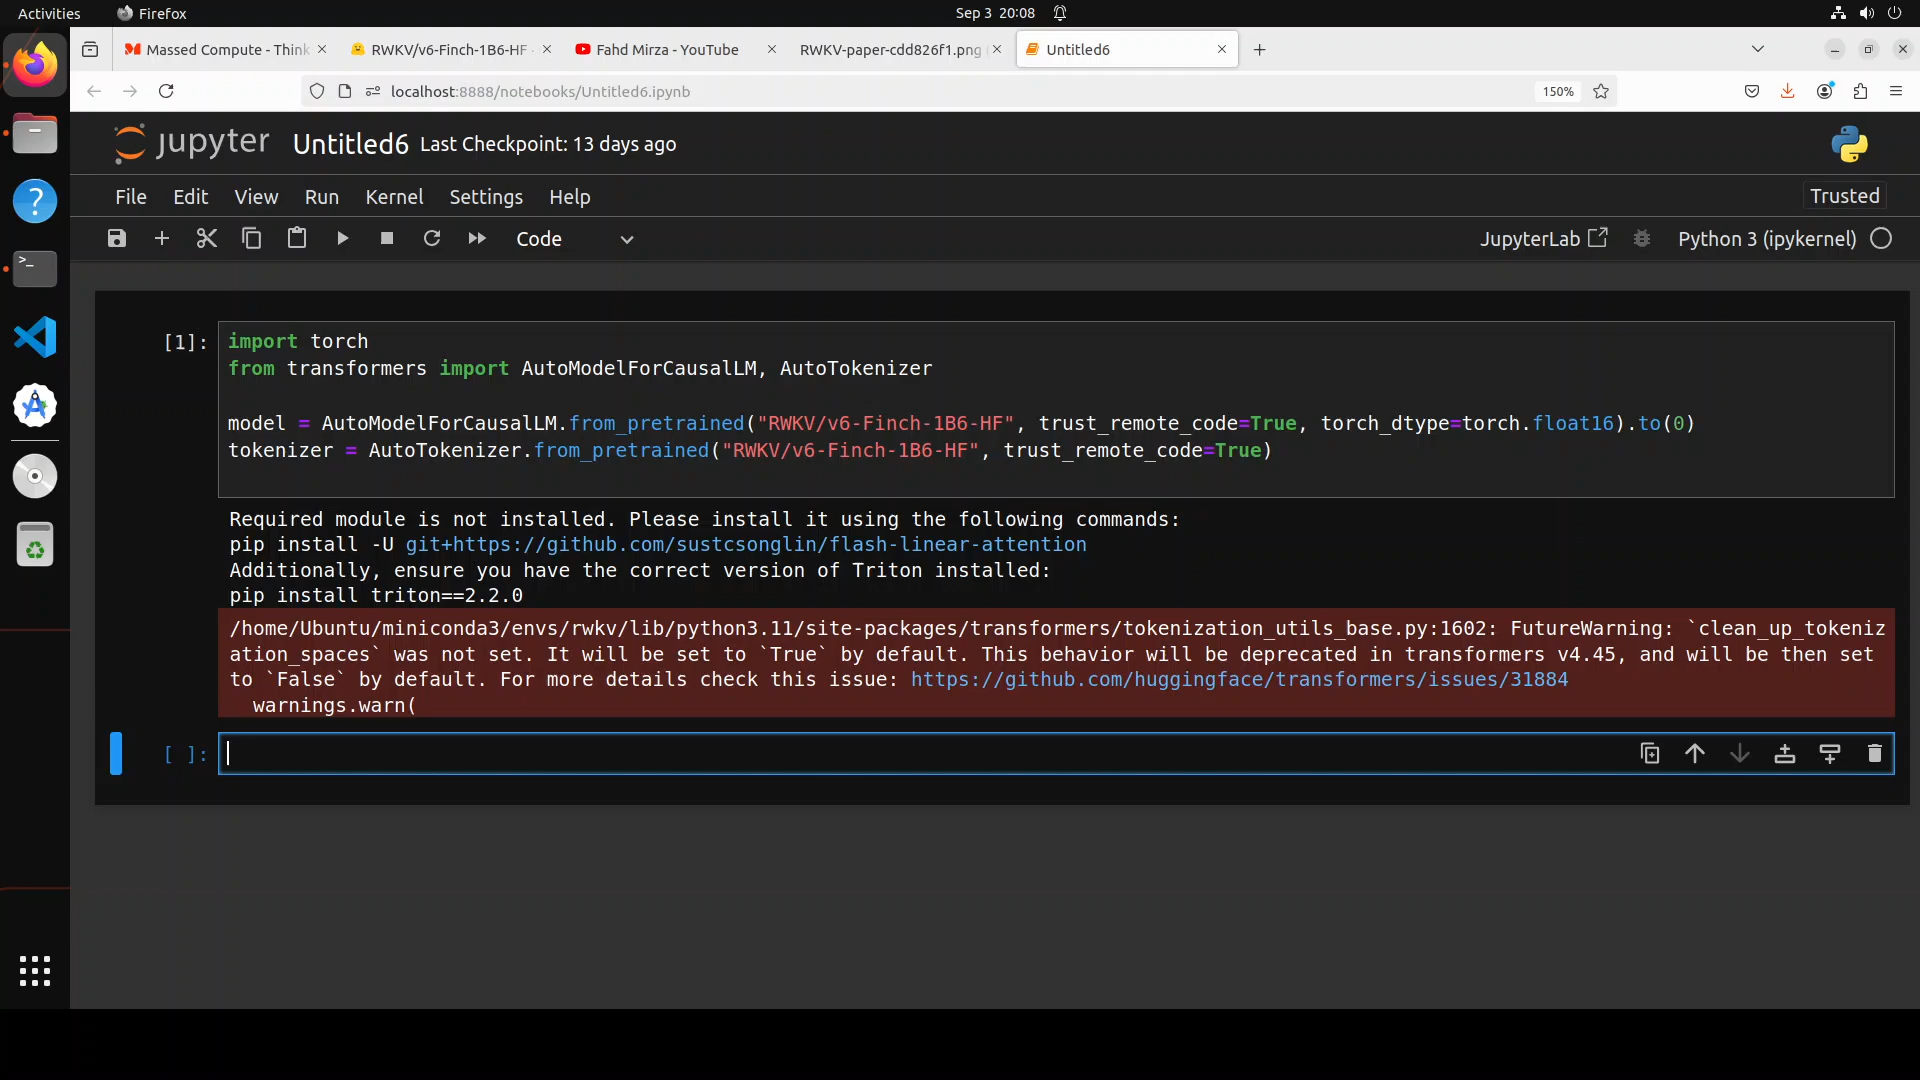 Activities
Firefox
Sep 3 20:08
Massed Compute - Think
RWKV/v6-Finch-1B6-HF
Fahd Mirza - YouTube
RWKV-paper-cdd826f1.png
Untitled6
localhost:8888/notebooks/Untitled6.ipynb
150%
jupyter
Untitled6
Last Checkpoint: 13 days ago
File
Edit
View
Run
Kernel
Settings
Help
Trusted
Code
JupyterLab
Python 3 (ipykernel)
[1]:
import torch
from transformers import AutoModelForCausalLM, AutoTokenizer
model = AutoModelForCausalLM.from_pretrained("RWKV/v6-Finch-1B6-HF", trust_remote_code=True, torch_dtype=torch.float16).to(0)
tokenizer = AutoTokenizer.from_pretrained("RWKV/v6-Finch-1B6-HF", trust_remote_code=True)
Required module is not installed. Please install it using the following commands:
pip install -U git+https://github.com/sustcsonglin/flash-linear-attention
Additionally, ensure you have the correct version of Triton installed:
pip install triton==2.2.0
/home/Ubuntu/miniconda3/envs/rwkv/lib/python3.11/site-packages/transformers/tokenization_utils_base.py:1602: FutureWarning: `clean_up_tokeniz
ation_spaces` was not set. It will be set to `True` by default. This behavior will be deprecated in transformers v4.45, and will be then set
to `False` by default. For more details check this issue: https://github.com/huggingface/transformers/issues/31884
warnings.warn(
[ ]: